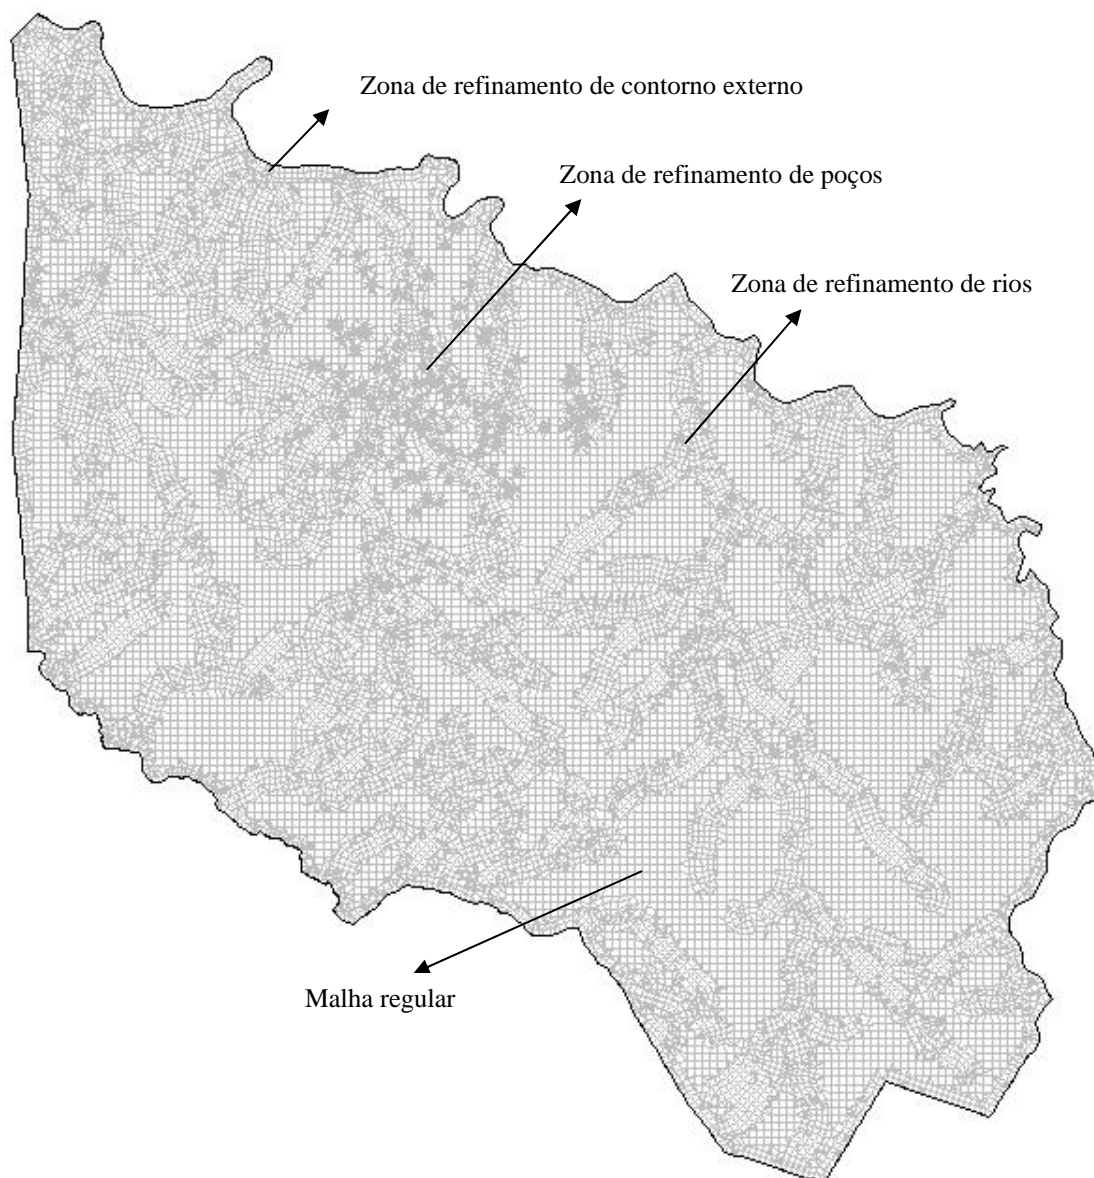 Zona de refinamento de contorno externo
Zona de refinamento de poços
Zona de refinamento de rios
Malha regular